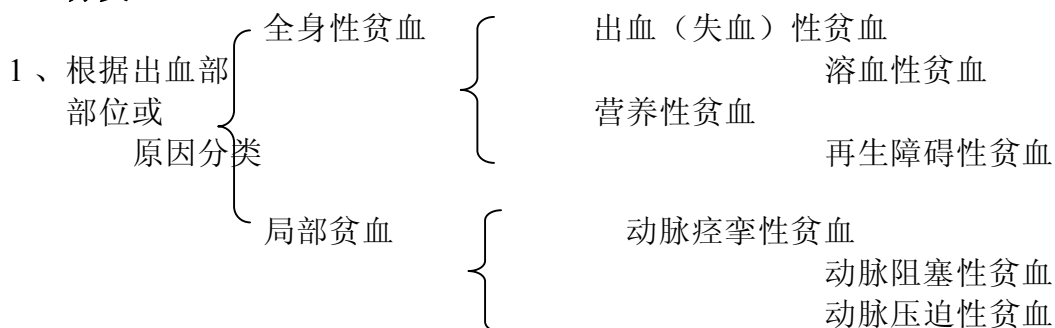 全身性贫血 出血（失血）性贫血
1、根据出血部 溶血性贫血
部位或 营养性贫血
原因分类 再生障碍性贫血
局部贫血 动脉痉挛性贫血
动脉阻塞性贫血
动脉压迫性贫血